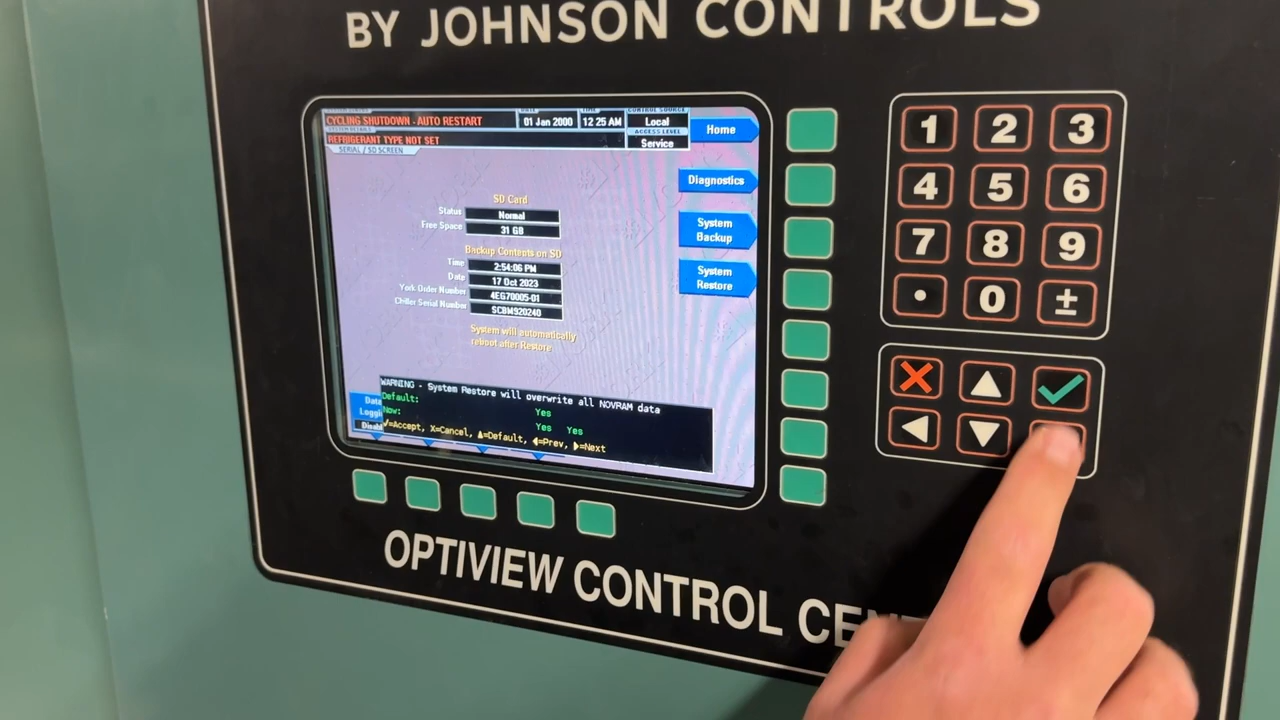 BY JOHNSON CONTROLS
CYCLING SHUTDOWN - AUTO RESTART
01 Jan 2000
12 25 AM
CONTROL SOURCE
Local
SYSTEM DETAILS
REFRIGERANT TYPE NOT SET
ACCESS LEVEL
Service
SERIAL / SD SCREEN
Home
Diagnostics
System
Backup
System
Restore
SD Card
Status Normal
Free Space 31 GB
Backup Contents on SD
Time 2:54:06 PM
Date 17 Oct 2023
York Order Number 4EG70005-01
Chiller Serial Number SCBM920240
System will automatically
reboot after Restore
WARNING - System Restore will overwrite all NOVRAM data
Default: Yes
Now: Yes Yes
✓=Accept, X=Cancel, ▲=Default, ◀=Prev, ▶=Next
1 2 3
4 5 6
7 8 9
• 0 ±
OPTIVIEW CONTROL